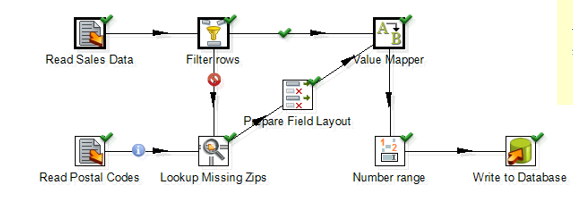 Read Sales Data
Filter rows
Value Mapper
Prepare Field Layout
Read Postal Codes
Lookup Missing Zips
Number range
Write to Database